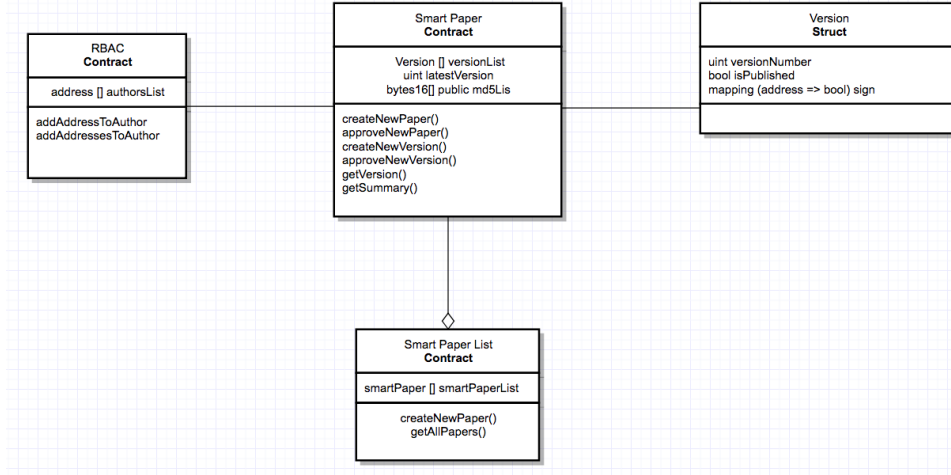 RBAC
Contract
address [] authorsList
addAddressToAuthor
addAddressesToAuthor
Smart Paper
Contract
Version [] versionList
uint latestVersion
bytes16[] public md5Lis
createNewPaper()
approveNewPaper()
createNewVersion()
approveNewVersion()
getVersion()
getSummary()
Version
Struct
uint versionNumber
bool isPublished
mapping (address => bool) sign
Smart Paper List
Contract
smartPaper [] smartPaperList
createNewPaper()
getAllPapers()